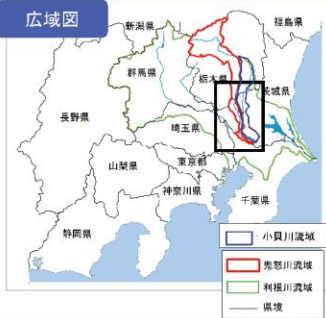 広域図
新潟県
福島県
群馬県
栃木県
茨城県
長野県
埼玉県
山梨県
東京都
神奈川県
千葉県
静岡県
小貝川流域
鬼怒川流域
利根川流域
県境